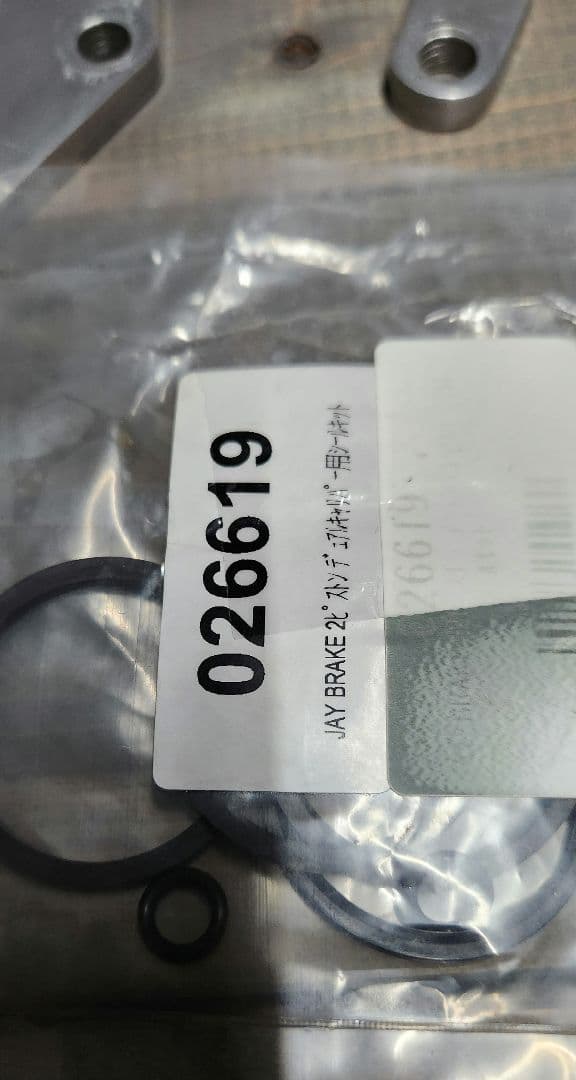 026619
JAY BRAKE 2ﾋﾟｽﾄﾝ ﾃﾞｭｱﾙｷｬﾘﾊﾟｰ用ｼｰﾙｷｯﾄ